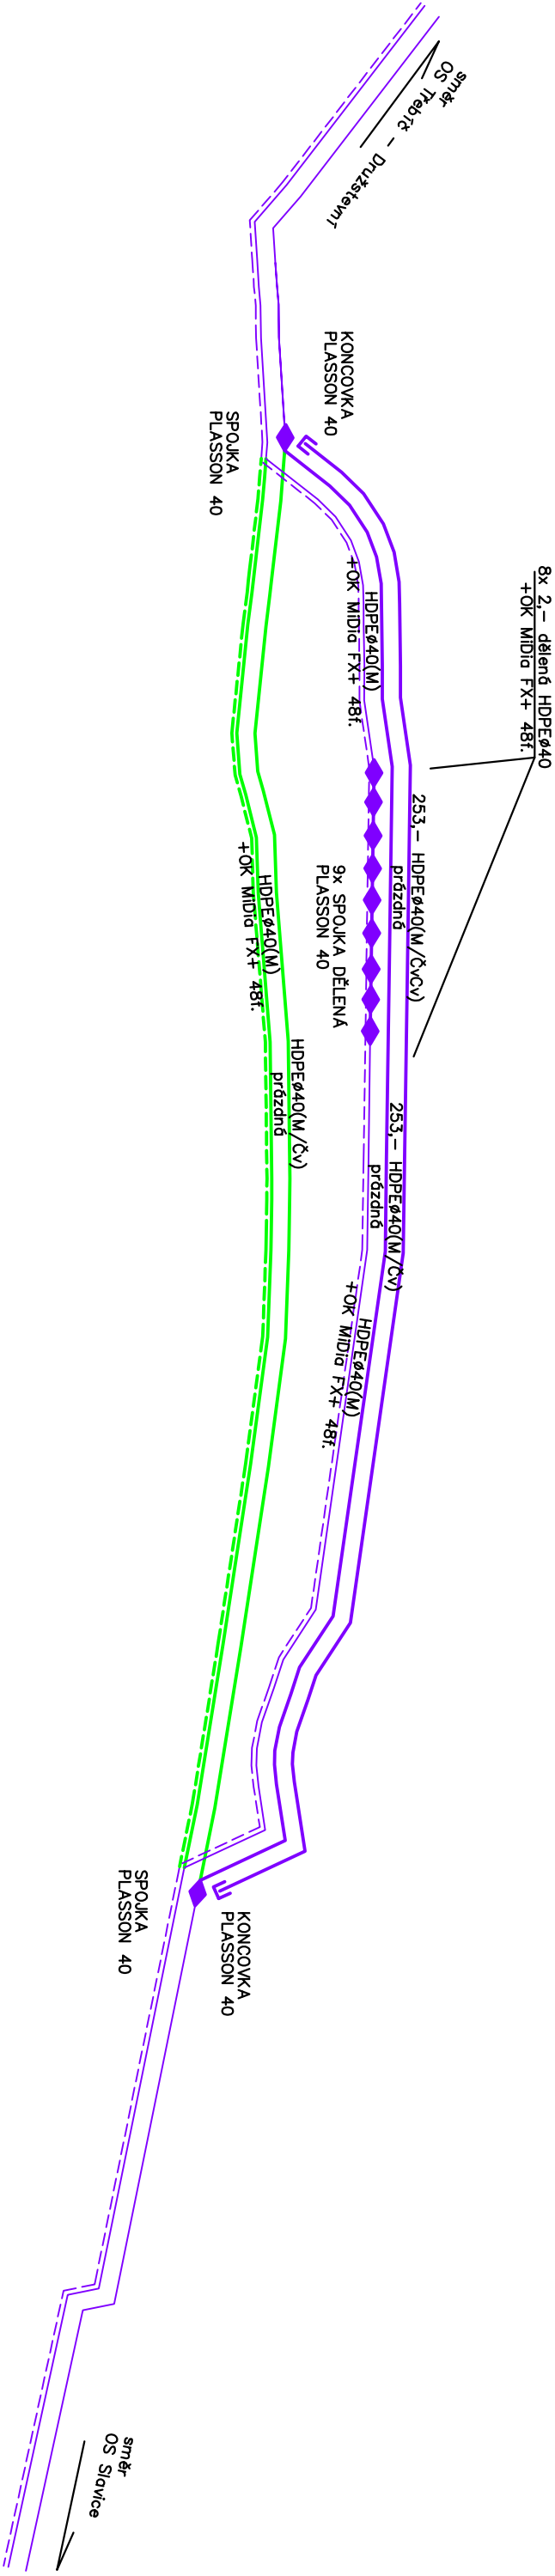 směr
OS Třebíč - Družstevní
KONCOVKA
PLASSON 40
SPOJKA
PLASSON 40
8x 2,- dělená HDPEø40
+OK MiDia FX+ 48f.
HDPEø40(M)
+OK MiDia FX+ 48f.
253,- HDPEø40(M/ČvCv)
prázdná
9x SPOJKA DĚLENÁ
PLASSON 40
HDPEø40(M)
+OK MiDia FX+ 48f.
HDPEø40(M/Čv)
prázdná
253,- HDPEø40(M/Čv)
prázdná
HDPEø40(M)
+OK MiDia FX+ 48f.
SPOJKA
PLASSON 40
KONCOVKA
PLASSON 40
směr
OS Slavice